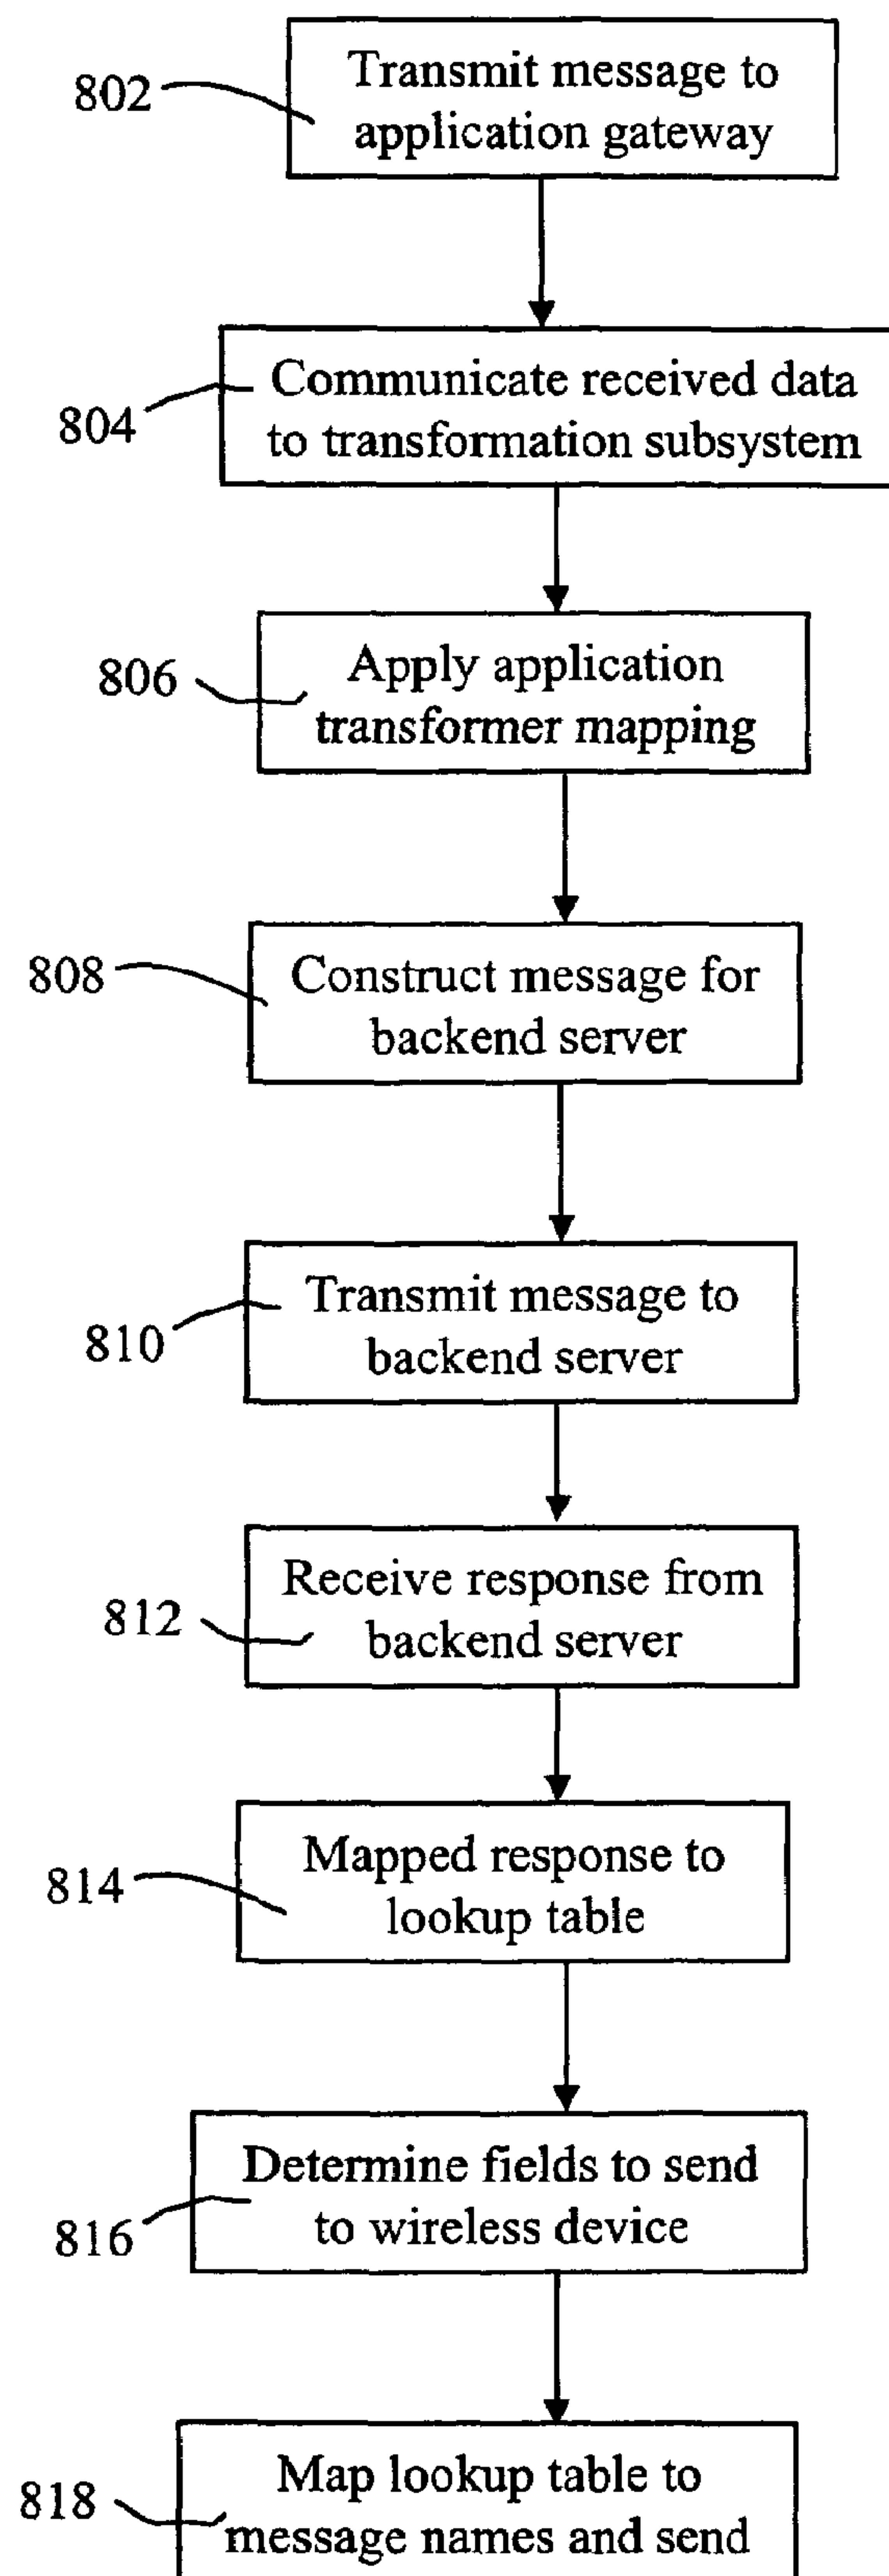 802
Transmit message to
application gateway
804
Communicate received data
to transformation subsystem
806
Apply application
transformer mapping
808
Construct message for
backend server
810
Transmit message to
backend server
812
Receive response from
backend server
814
Mapped response to
lookup table
816
Determine fields to send
to wireless device
818
Map lookup table to
message names and send